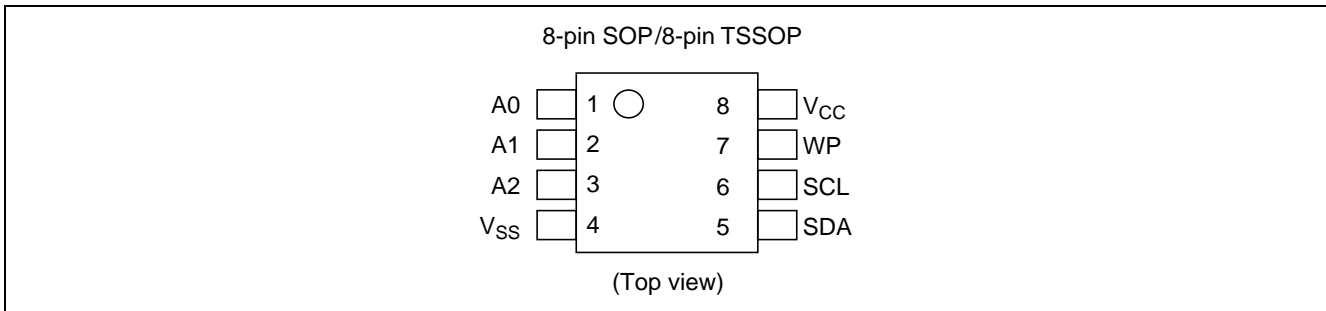 8-pin SOP/8-pin TSSOP
A0 1 8 VCC
A1 2 7 WP
A2 3 6 SCL
VSS 4 5 SDA
(Top view)